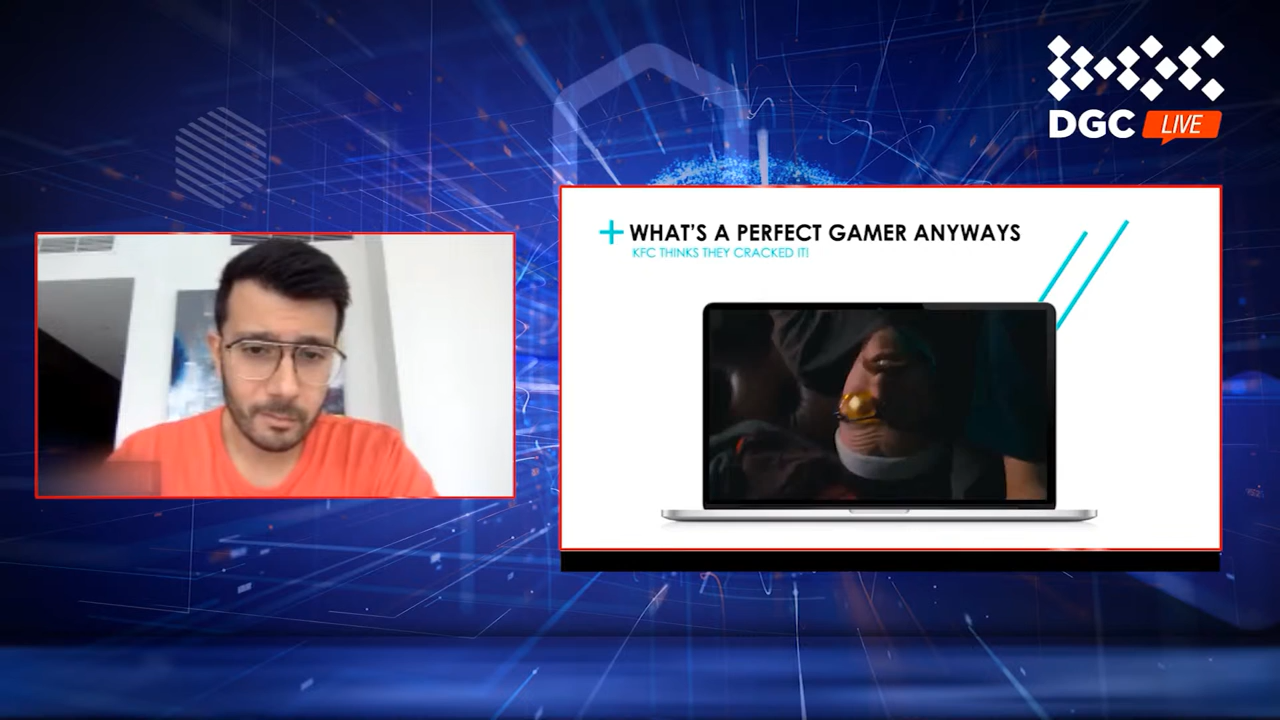 DGC LIVE
+ WHAT'S A PERFECT GAMER ANYWAYS
KFC THINKS THEY CRACKED IT!